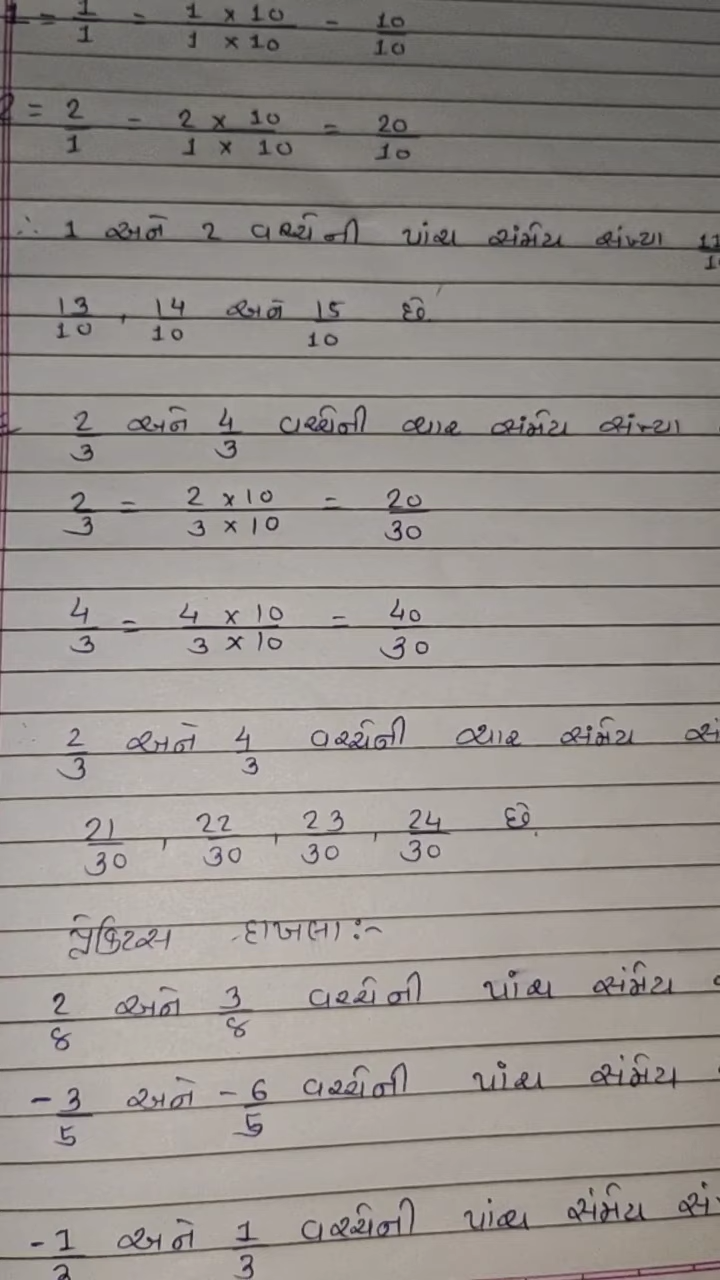 1 = 1/1 = 1 × 10 / 1 × 10 = 10/10
2 = 2/1 = 2 × 10 / 1 × 10 = 20/10
∴ 1 અને 2 વચ્ચેની પાંચ સંમેય સંખ્યા
13/10 , 14/10 અને 15/10 છે.
2/3 અને 4/3 વચ્ચેની ચાર સંમેય સંખ્યા
2/3 = 2 × 10 / 3 × 10 = 20/30
4/3 = 4 × 10 / 3 × 10 = 40/30
∴ 2/3 અને 4/3 વચ્ચેની ચાર સંમેય
21/30 , 22/30 , 23/30 , 24/30 છે.
પ્રેક્ટિસ દાખલા :-
2/8 અને 3/8 વચ્ચેની પાંચ સંમેય
-3/5 અને -6/5 વચ્ચેની પાંચ સંમેય
અને 1/3 વચ્ચેની પાંચ સંમેય